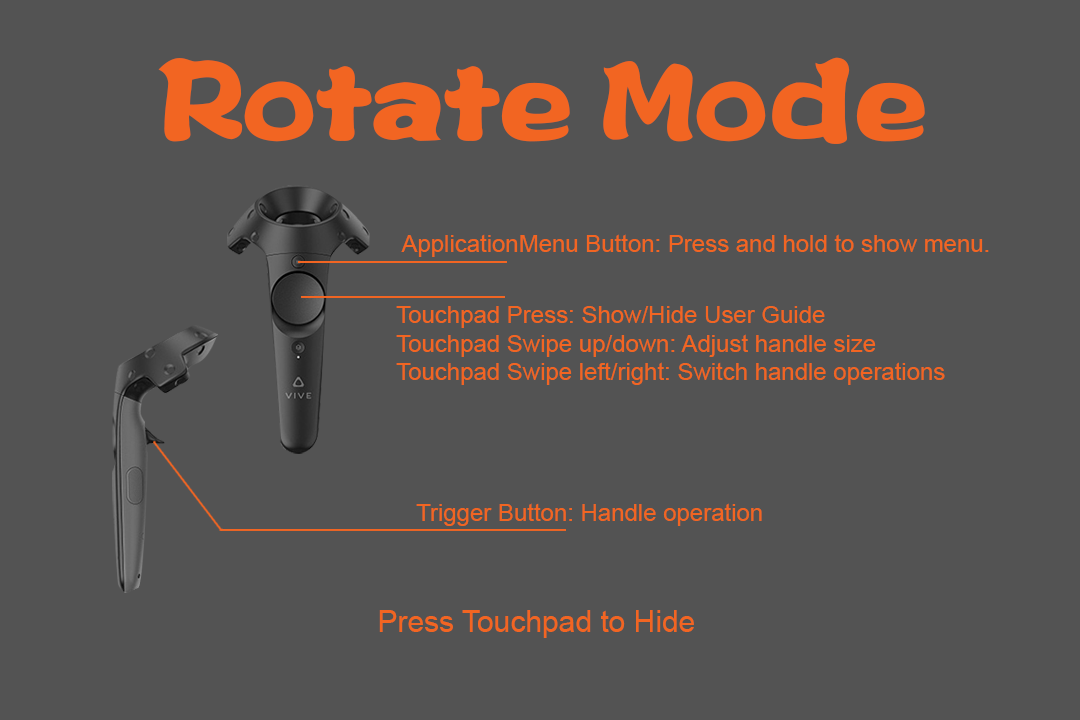 Rotate Mode
ApplicationMenu Button: Press and hold to show menu.
Touchpad Press: Show/Hide User Guide
Touchpad Swipe up/down: Adjust handle size
Touchpad Swipe left/right: Switch handle operations
VIVE
Trigger Button: Handle operation
Press Touchpad to Hide